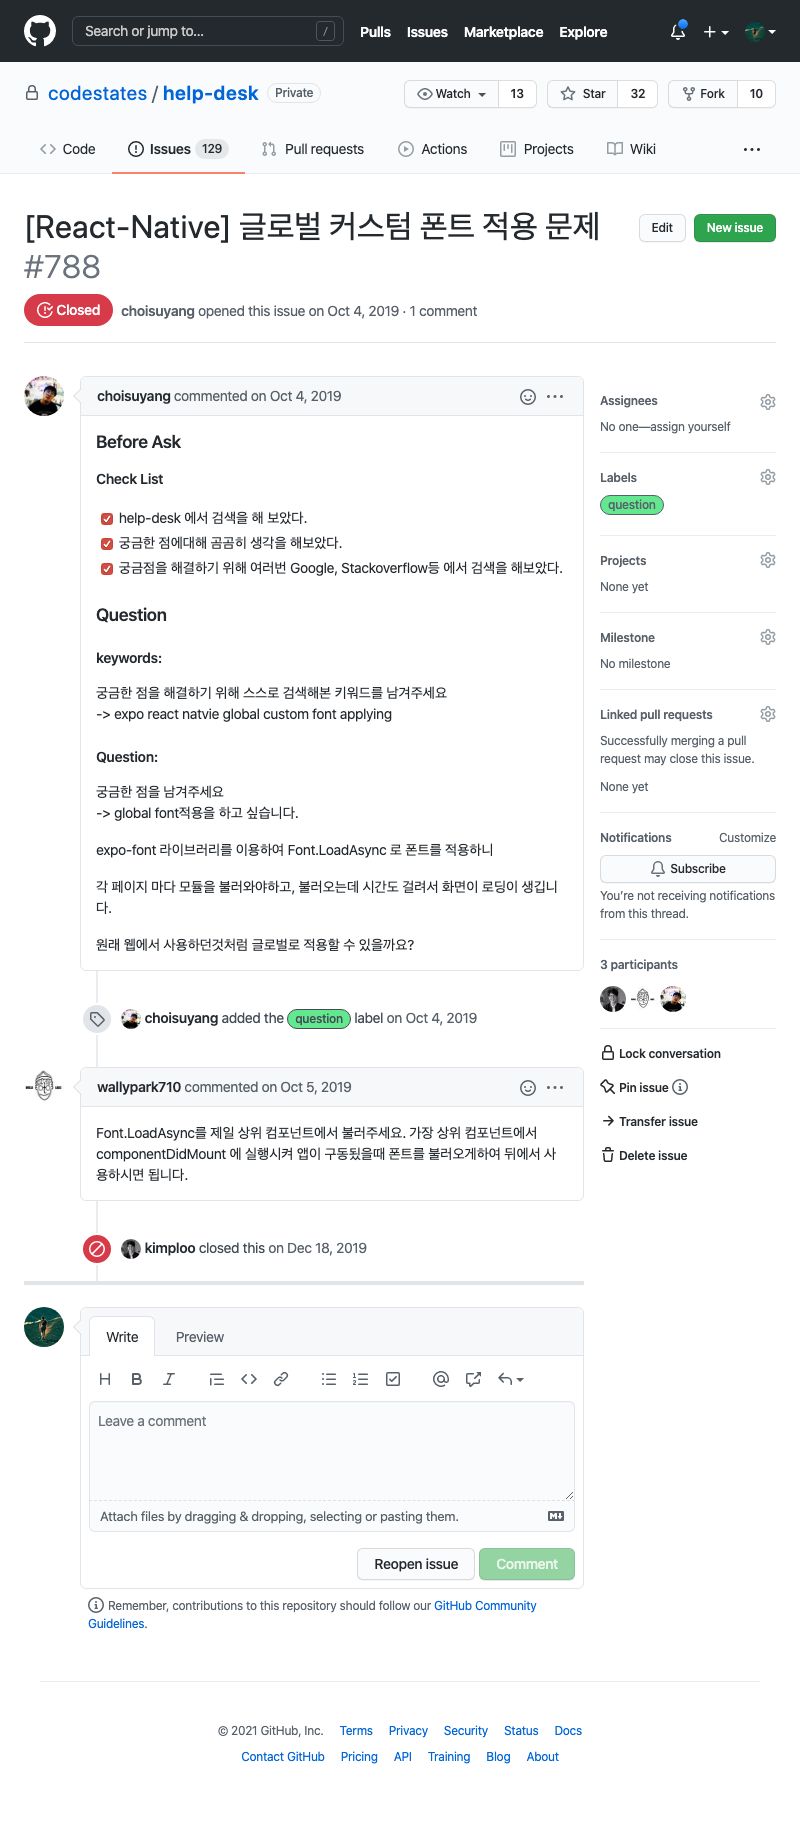 Search or jump to... /
Pulls Issues Marketplace Explore
codestates / help-desk Private
Watch 13 Star 32 Fork 10
Code Issues 129 Pull requests Actions Projects Wiki
[React-Native] 글로벌 커스텀 폰트 적용 문제
#788
Edit New issue
Closed choisuyang opened this issue on Oct 4, 2019 · 1 comment
choisuyang commented on Oct 4, 2019
Before Ask
Check List
help-desk 에서 검색을 해 보았다.
궁금한 점에대해 곰곰히 생각을 해보았다.
궁금점을 해결하기 위해 여러번 Google, Stackoverflow등 에서 검색을 해보았다.
Question
keywords:
궁금한 점을 해결하기 위해 스스로 검색해본 키워드를 남겨주세요
-> expo react natvie global custom font applying
Question:
궁금한 점을 남겨주세요
-> global font적용을 하고 싶습니다.
expo-font 라이브러리를 이용하여 Font.LoadAsync 로 폰트를 적용하니
각 페이지 마다 모듈을 불러와야하고, 불러오는데 시간도 걸려서 화면이 로딩이 생깁니
다.
원래 웹에서 사용하던것처럼 글로벌로 적용할 수 있을까요?
choisuyang added the question label on Oct 4, 2019
wallypark710 commented on Oct 5, 2019
Font.LoadAsync를 제일 상위 컴포넌트에서 불러주세요. 가장 상위 컴포넌트에서
componentDidMount 에 실행시켜 앱이 구동됬을때 폰트를 불러오게하여 뒤에서 사
용하시면 됩니다.
kimploo closed this on Dec 18, 2019
Assignees
No one—assign yourself
Labels
question
Projects
None yet
Milestone
No milestone
Linked pull requests
Successfully merging a pull
request may close this issue.
None yet
Notifications Customize
Subscribe
You're not receiving notifications
from this thread.
3 participants
Lock conversation
Pin issue
Transfer issue
Delete issue
Write Preview
H B I
Leave a comment
Attach files by dragging & dropping, selecting or pasting them.
Reopen issue Comment
Remember, contributions to this repository should follow our GitHub Community
Guidelines.
© 2021 GitHub, Inc. Terms Privacy Security Status Docs
Contact GitHub Pricing API Training Blog About